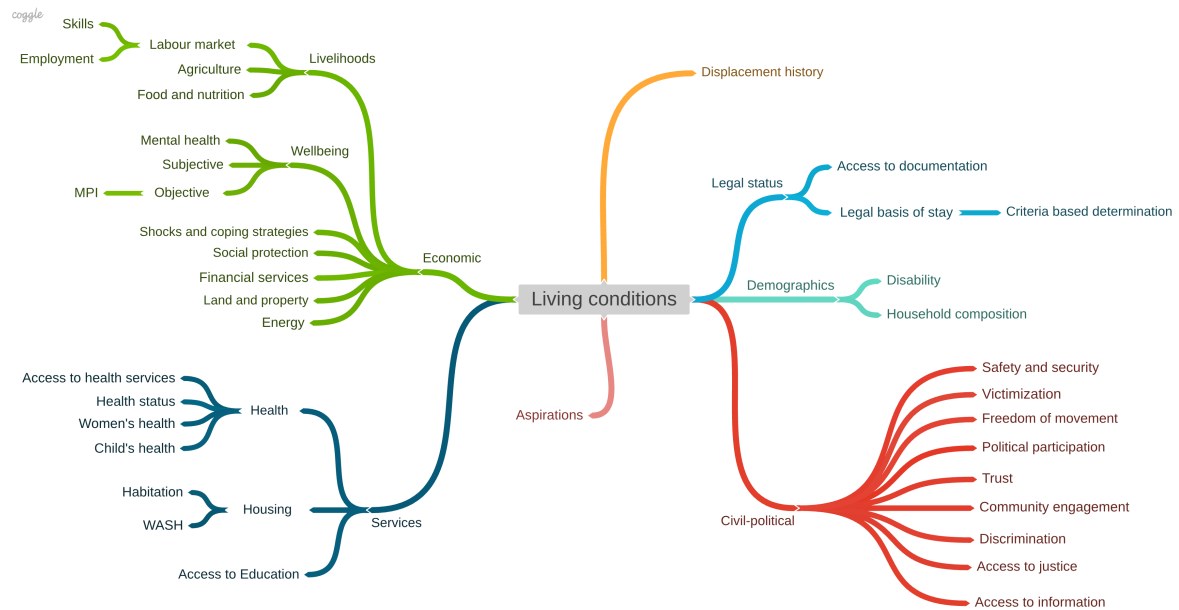 coggle
Skills
Employment
Labour market
Agriculture
Food and nutrition
Livelihoods
Mental health
Subjective
MPI
Objective
Wellbeing
Shocks and coping strategies
Social protection
Financial services
Land and property
Energy
Economic
Living conditions
Displacement history
Legal status
Access to documentation
Legal basis of stay
Criteria based determination
Demographics
Disability
Household composition
Aspirations
Access to health services
Health status
Women's health
Child's health
Health
Habitation
WASH
Housing
Access to Education
Services
Civil-political
Safety and security
Victimization
Freedom of movement
Political participation
Trust
Community engagement
Discrimination
Access to justice
Access to information